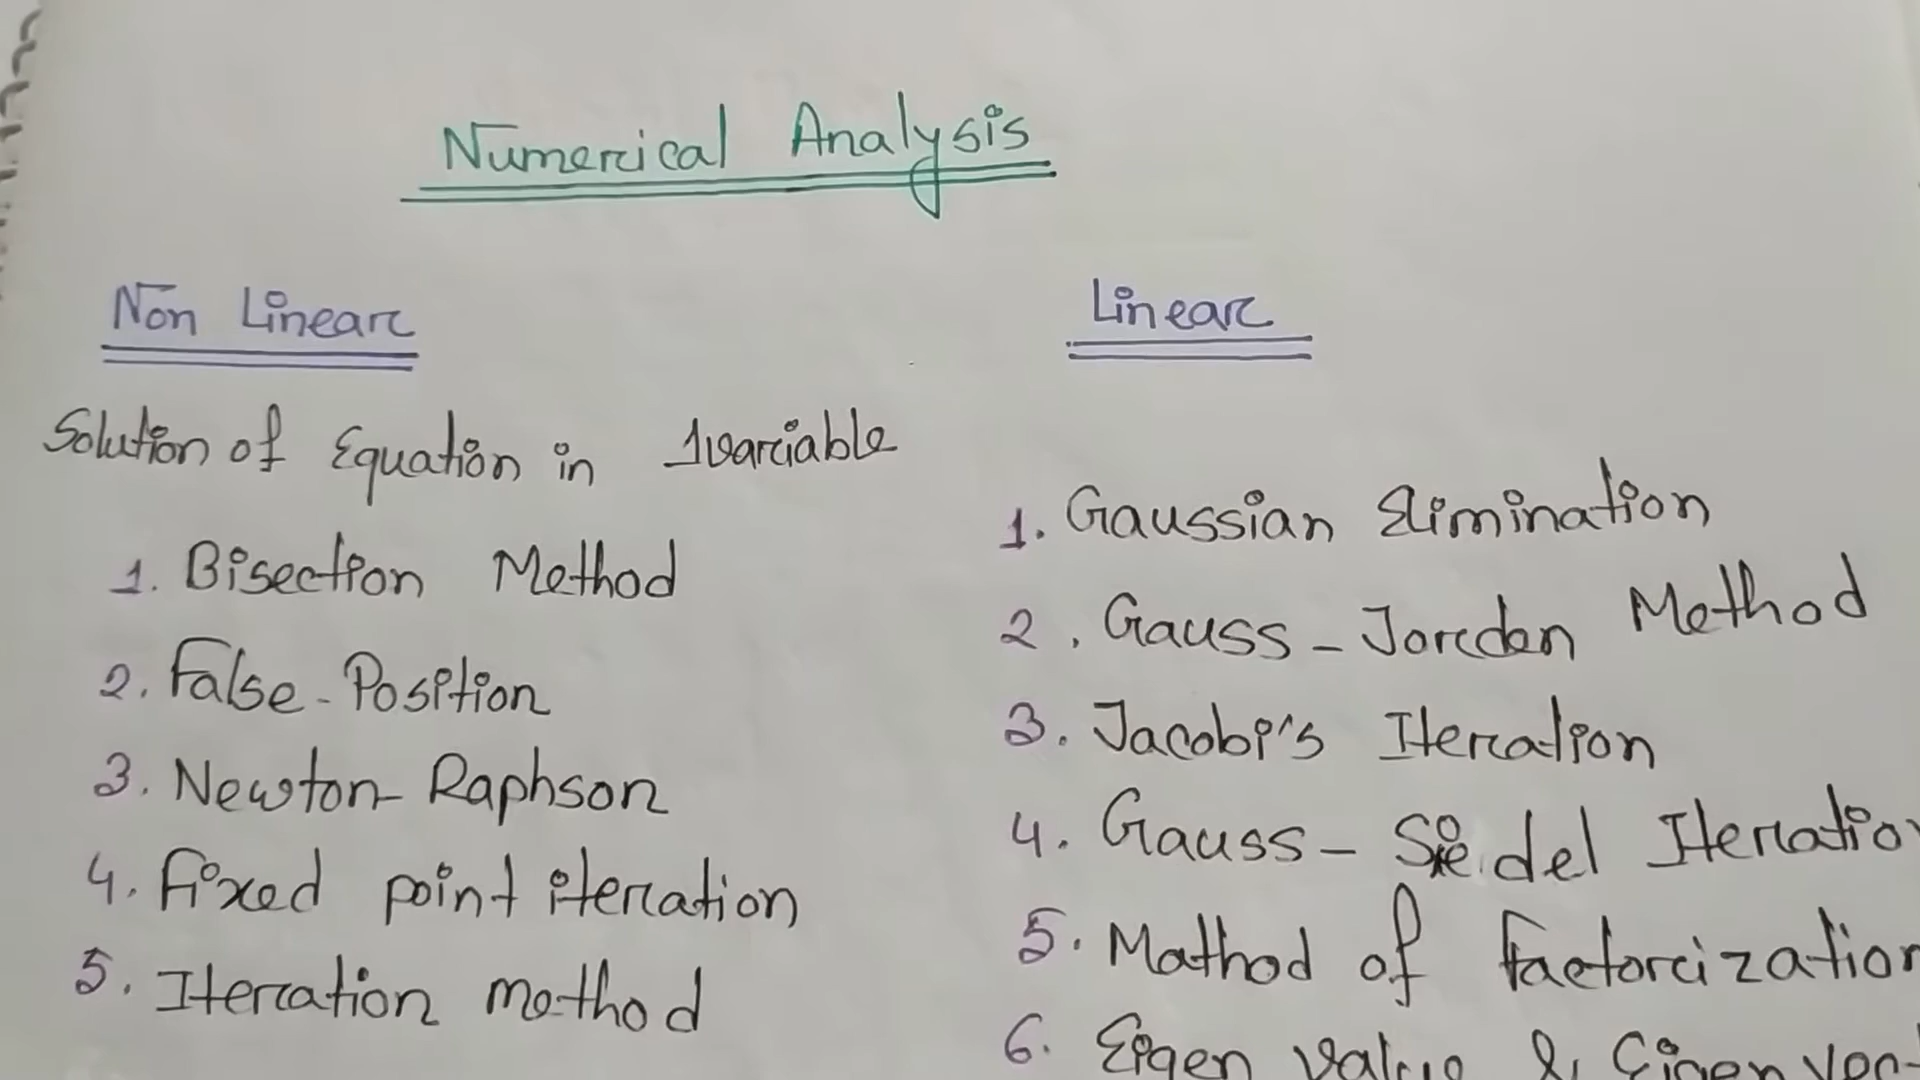 Numerical Analysis
Non Linear
Solution of Equation in 1variable
1. Bisection Method
2. False-Position
3. Newton-Raphson
4. Fixed point iteration
5. Iteration method
Linear
1. Gaussian Elimination
2. Gauss-Jordan Method
3. Jacobi's Iteration
4. Gauss-Seidel Iteratio
5. Mathod of factorization
6. Eigen value & Eigen